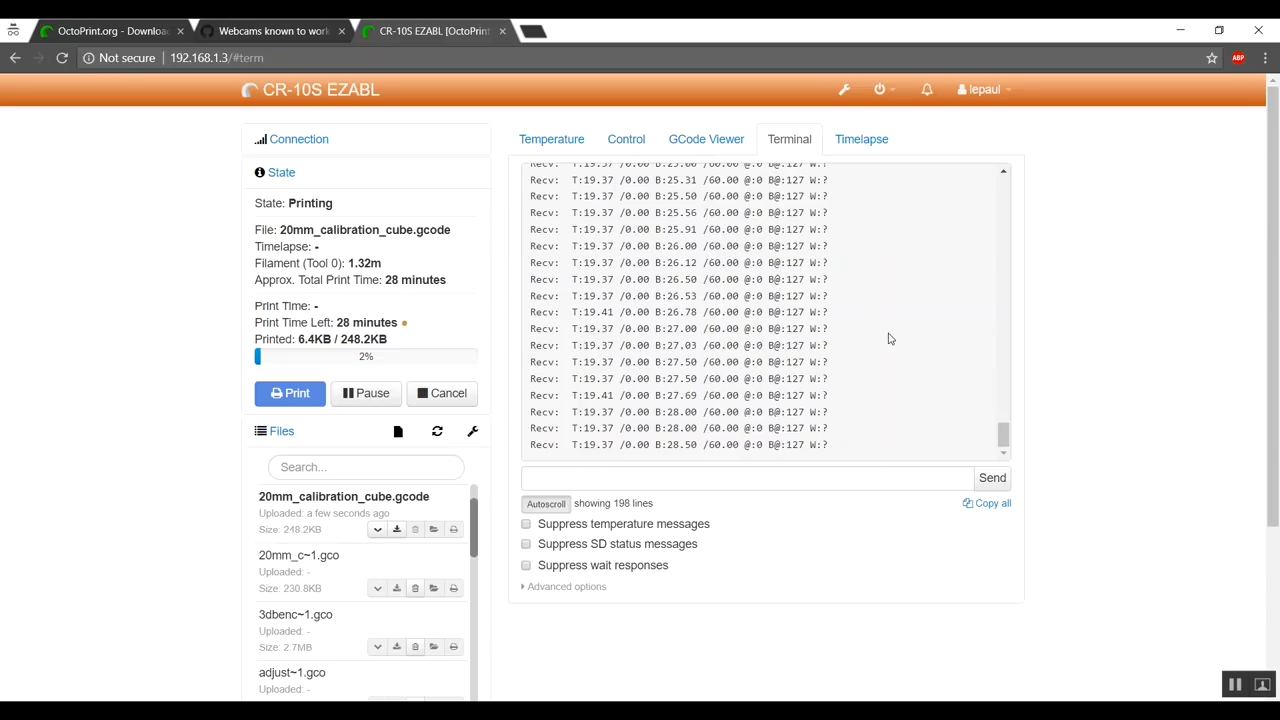 OctoPrint.org - Downloa
Webcams known to work
CR-10S EZABL [OctoPrint
Not secure
192.168.1.3/#term
ABP
CR-10S EZABL
lepaul
Connection
State
State: Printing
File: 20mm_calibration_cube.gcode
Timelapse: -
Filament (Tool 0): 1.32m
Approx. Total Print Time: 28 minutes
Print Time: -
Print Time Left: 28 minutes
Printed: 6.4KB / 248.2KB
2%
Print
Pause
Cancel
Files
Search...
20mm_calibration_cube.gcode
Uploaded: a few seconds ago
Size: 248.2KB
20mm_c~1.gco
Uploaded: -
Size: 230.8KB
3dbenc~1.gco
Uploaded: -
Size: 2.7MB
adjust~1.gco
Uploaded: -
Temperature
Control
GCode Viewer
Terminal
Timelapse
Recv: T:19.37 /0.00 B:25.00 /60.00 @:0 B@:127 W:?
Recv: T:19.37 /0.00 B:25.31 /60.00 @:0 B@:127 W:?
Recv: T:19.37 /0.00 B:25.50 /60.00 @:0 B@:127 W:?
Recv: T:19.37 /0.00 B:25.56 /60.00 @:0 B@:127 W:?
Recv: T:19.37 /0.00 B:25.91 /60.00 @:0 B@:127 W:?
Recv: T:19.37 /0.00 B:26.00 /60.00 @:0 B@:127 W:?
Recv: T:19.37 /0.00 B:26.12 /60.00 @:0 B@:127 W:?
Recv: T:19.37 /0.00 B:26.50 /60.00 @:0 B@:127 W:?
Recv: T:19.37 /0.00 B:26.53 /60.00 @:0 B@:127 W:?
Recv: T:19.41 /0.00 B:26.78 /60.00 @:0 B@:127 W:?
Recv: T:19.37 /0.00 B:27.00 /60.00 @:0 B@:127 W:?
Recv: T:19.37 /0.00 B:27.03 /60.00 @:0 B@:127 W:?
Recv: T:19.37 /0.00 B:27.50 /60.00 @:0 B@:127 W:?
Recv: T:19.37 /0.00 B:27.50 /60.00 @:0 B@:127 W:?
Recv: T:19.41 /0.00 B:27.69 /60.00 @:0 B@:127 W:?
Recv: T:19.37 /0.00 B:28.00 /60.00 @:0 B@:127 W:?
Recv: T:19.37 /0.00 B:28.00 /60.00 @:0 B@:127 W:?
Recv: T:19.37 /0.00 B:28.50 /60.00 @:0 B@:127 W:?
Send
Autoscroll
showing 198 lines
Copy all
Suppress temperature messages
Suppress SD status messages
Suppress wait responses
Advanced options